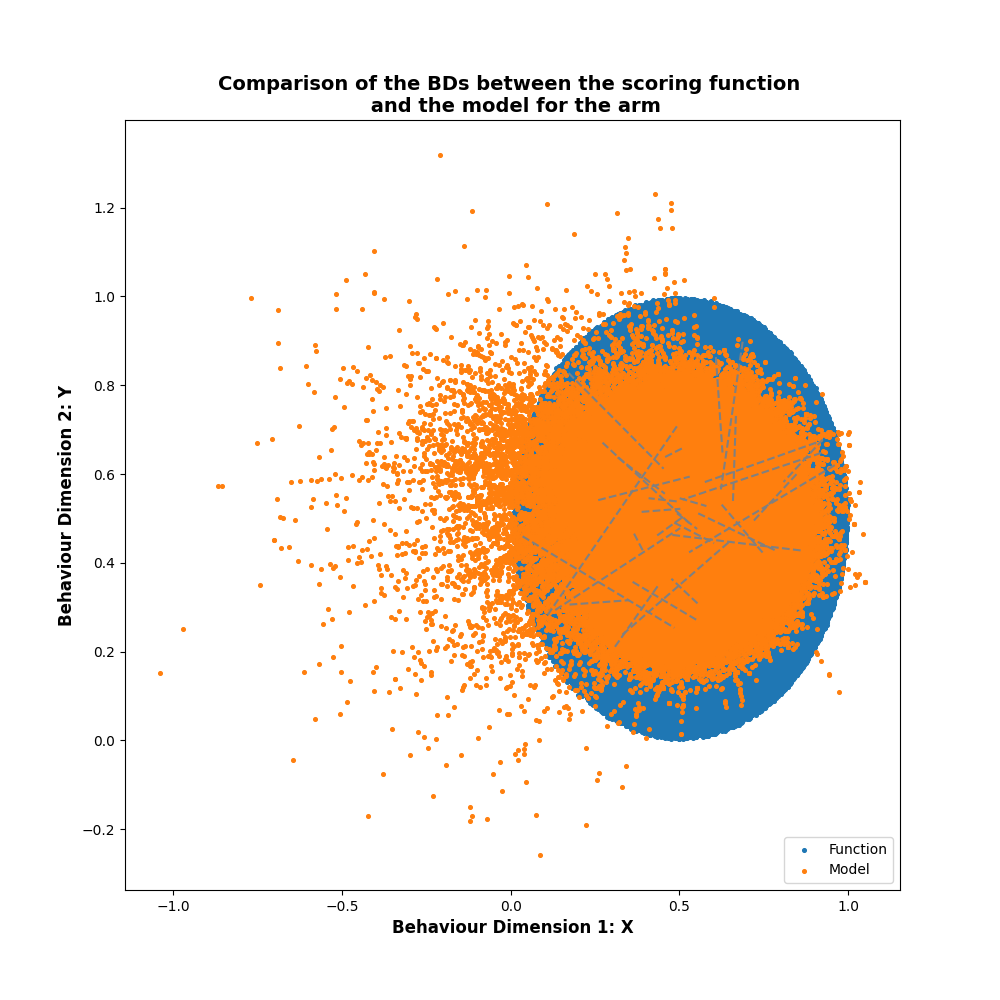 Comparison of the BDs between the scoring function
and the model for the arm
Behaviour Dimension 2: Y
1.2
1.0
0.8
0.6
0.4
0.2
0.0
−0.2
−1.0
−0.5
0.0
0.5
1.0
Behaviour Dimension 1: X
Function
Model